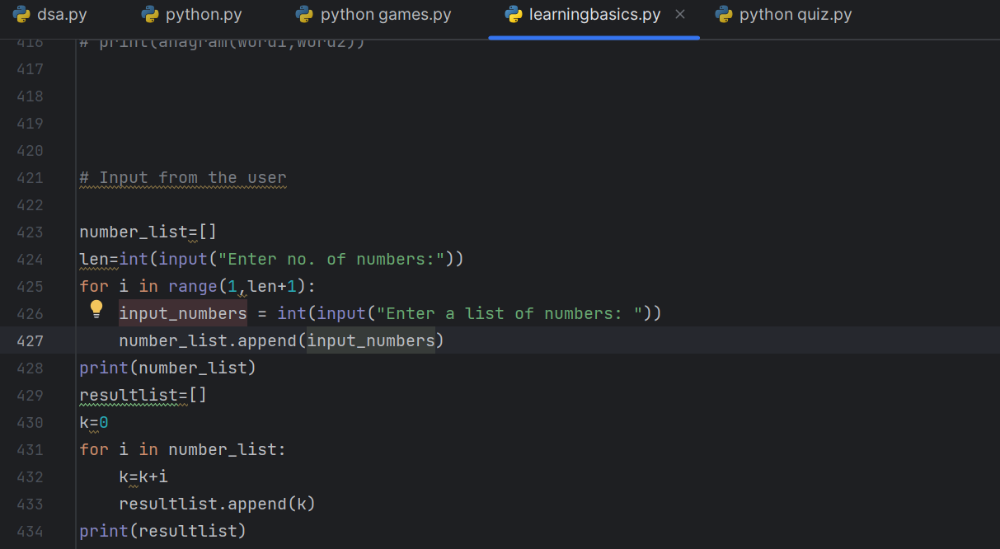 dsa.py python.py python games.py learningbasics.py python quiz.py
416 # print(anagram(word1,word2))
417
418
419
420
421 # Input from the user
422
423 number_list=[]
424 len=int(input("Enter no. of numbers:"))
425 for i in range(1,len+1):
426     input_numbers = int(input("Enter a list of numbers: "))
427     number_list.append(input_numbers)
428 print(number_list)
429 resultlist=[]
430 k=0
431 for i in number_list:
432     k=k+i
433     resultlist.append(k)
434 print(resultlist)